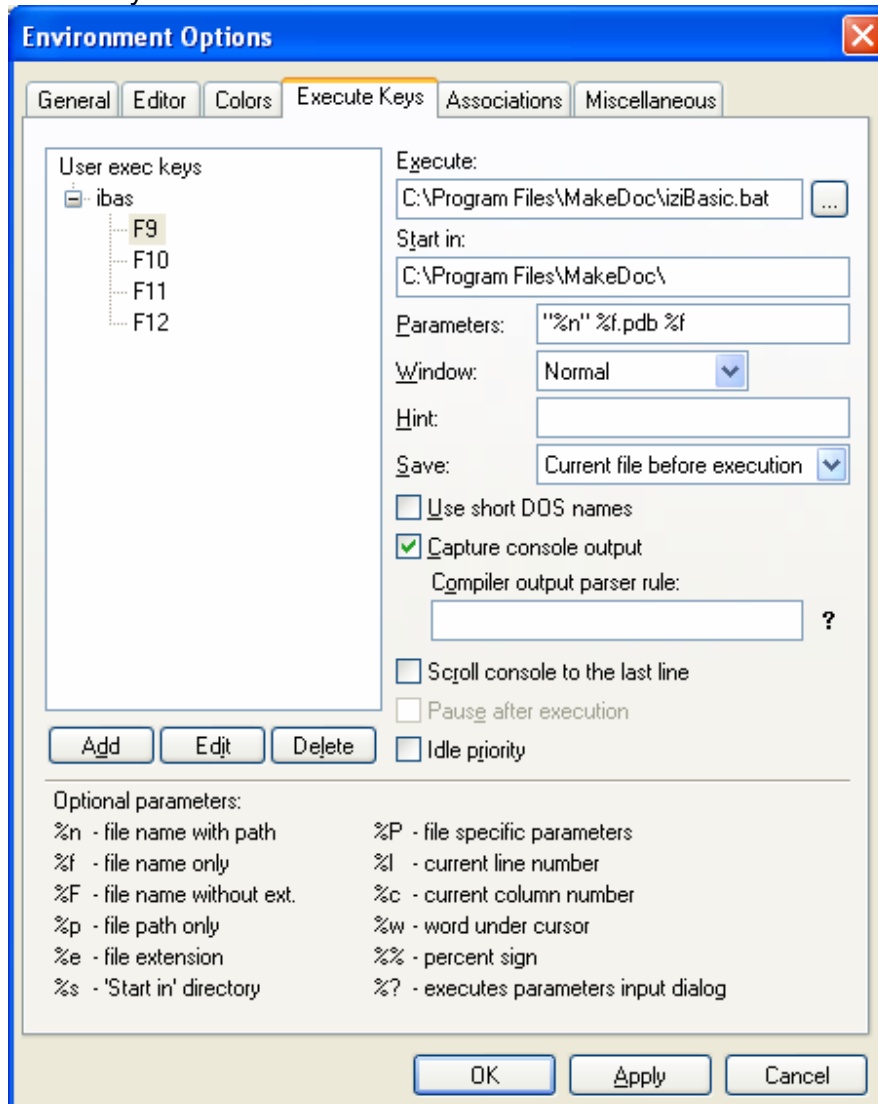 Environment Options
General Editor Colors Execute Keys Associations Miscellaneous
User exec keys
ibas
F9
F10
F11
F12
Add Edit Delete
Execute:
C:\Program Files\MakeDoc\iziBasic.bat ...
Start in:
C:\Program Files\MakeDoc\
Parameters: "%n" %f.pdb %f
Window: Normal
Hint:
Save: Current file before execution
Use short DOS names
Capture console output
Compiler output parser rule:
?
Scroll console to the last line
Pause after execution
Idle priority
Optional parameters:
%n - file name with path
%f - file name only
%F - file name without ext.
%p - file path only
%e - file extension
%s - 'Start in' directory
%P - file specific parameters
%l - current line number
%c - current column number
%w - word under cursor
%% - percent sign
%? - executes parameters input dialog
OK Apply Cancel